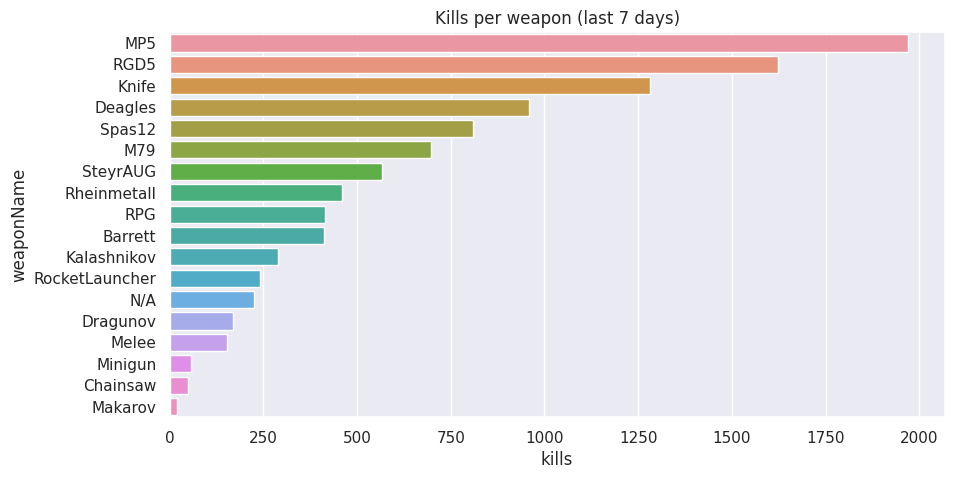 Kills per weapon (last 7 days)
weaponName
MP5
RGD5
Knife
Deagles
Spas12
M79
SteyrAUG
Rheinmetall
RPG
Barrett
Kalashnikov
RocketLauncher
N/A
Dragunov
Melee
Minigun
Chainsaw
Makarov
0 250 500 750 1000 1250 1500 1750 2000
kills